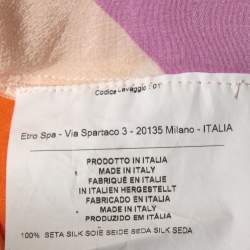 Codice Lavaggio : 01
Etro Spa - Via Spartaco 3 - 20135 Milano - ITALIA
PRODOTTO IN ITALIA
MADE IN ITALY
FABRIQUÉ EN ITALIE
IN ITALIEN HERGESTELLT
FABRICADO EN ITALIA
MADE IN ITALY
PRODUZIDO EM ITÁLIA
100% SETA SILK SOIE SEIDE SEDA SILK SEDA